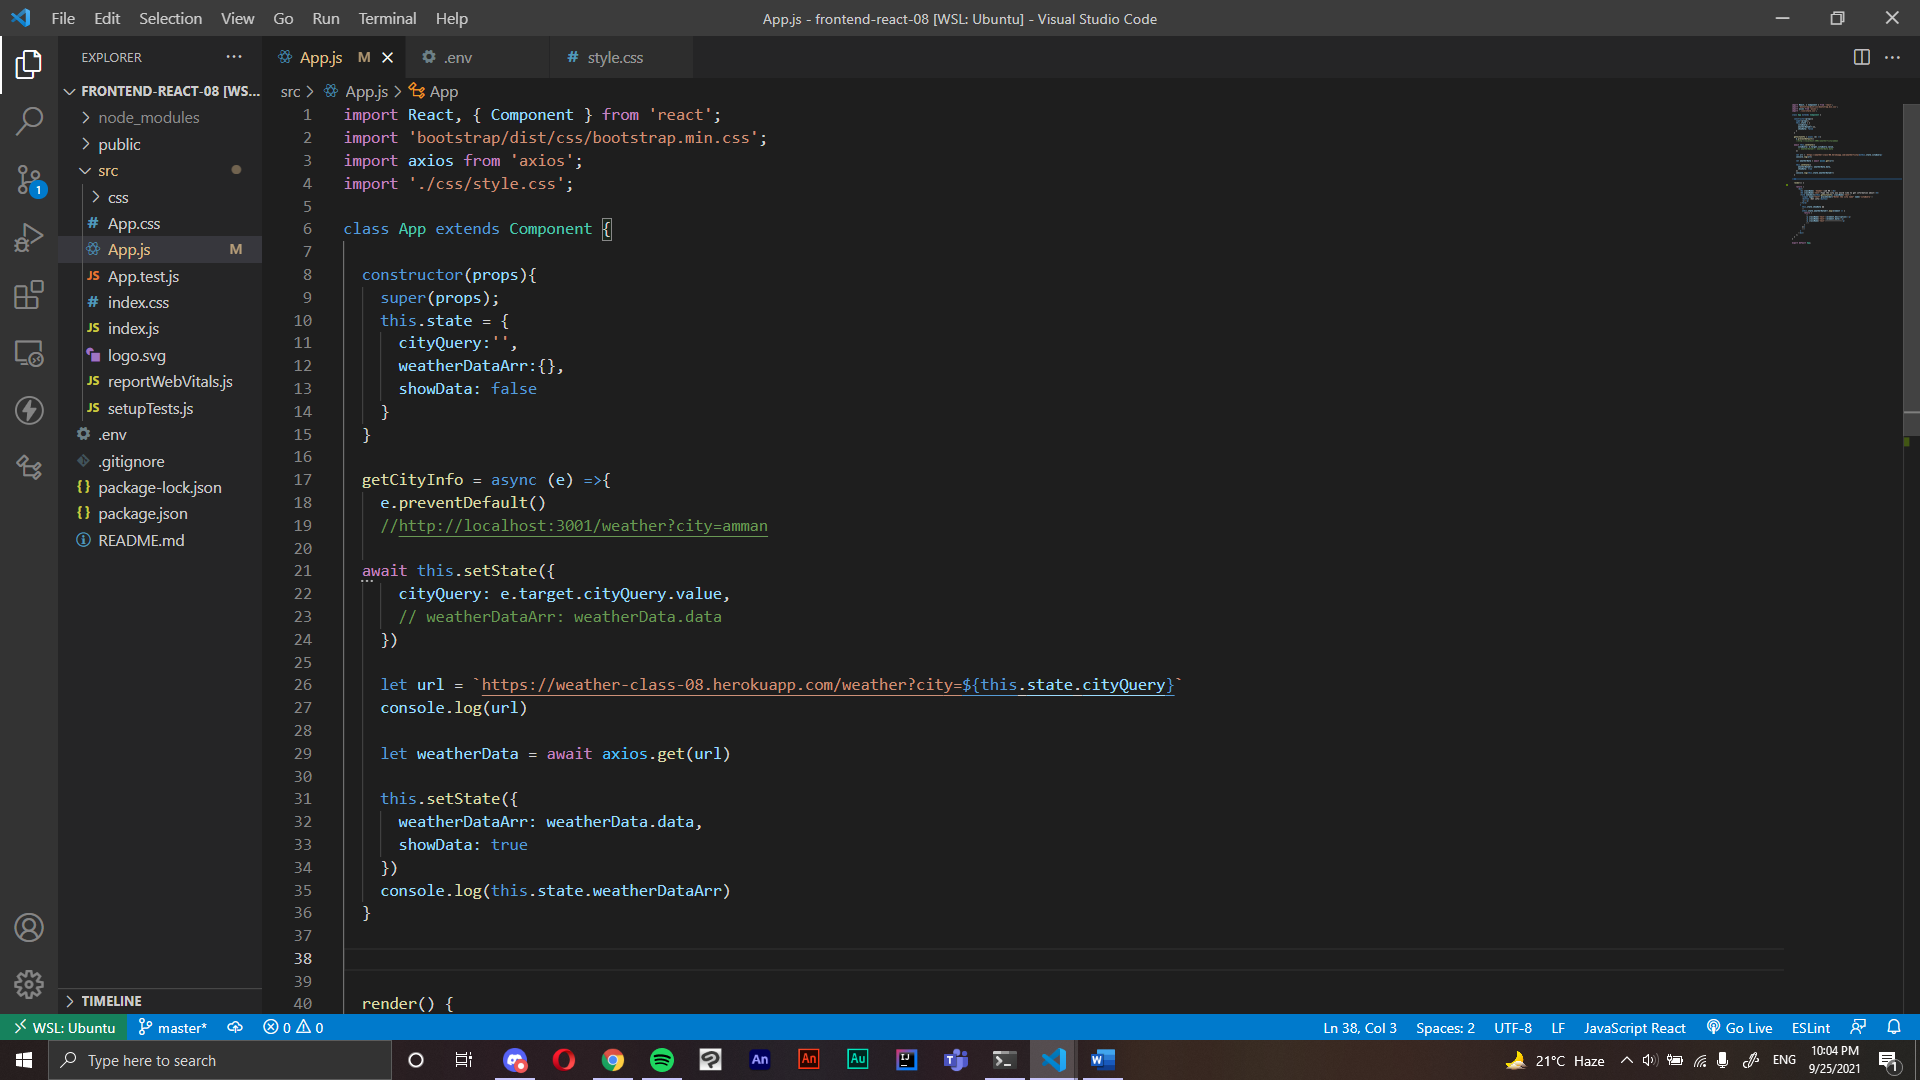 File Edit Selection View Go Run Terminal Help
App.js - frontend-react-08 [WSL: Ubuntu] - Visual Studio Code
EXPLORER
FRONTEND-REACT-08 [WS...
node_modules
public
src
css
# App.css
App.js M
JS App.test.js
# index.css
JS index.js
logo.svg
JS reportWebVitals.js
JS setupTests.js
.env
.gitignore
{} package-lock.json
{} package.json
README.md
TIMELINE
1
App.js M
.env
# style.css
src > App.js > App
1 import React, { Component } from 'react';
2 import 'bootstrap/dist/css/bootstrap.min.css';
3 import axios from 'axios';
4 import './css/style.css';
5
6 class App extends Component {
7
8 constructor(props){
9 super(props);
10 this.state = {
11 cityQuery:'',
12 weatherDataArr:{},
13 showData: false
14 }
15 }
16
17 getCityInfo = async (e) =>{
18 e.preventDefault()
19 //http://localhost:3001/weather?city=amman
20
21 await this.setState({
22 cityQuery: e.target.cityQuery.value,
23 // weatherDataArr: weatherData.data
24 })
25
26 let url = `https://weather-class-08.herokuapp.com/weather?city=${this.state.cityQuery}`
27 console.log(url)
28
29 let weatherData = await axios.get(url)
30
31 this.setState({
32 weatherDataArr: weatherData.data,
33 showData: true
34 })
35 console.log(this.state.weatherDataArr)
36 }
37
38
39
40 render() {
WSL: Ubuntu master* 0 0
Ln 38, Col 3 Spaces: 2 UTF-8 LF JavaScript React Go Live ESLint
Type here to search
An An Au IJ
21°C Haze ENG
10:04 PM
9/25/2021
1